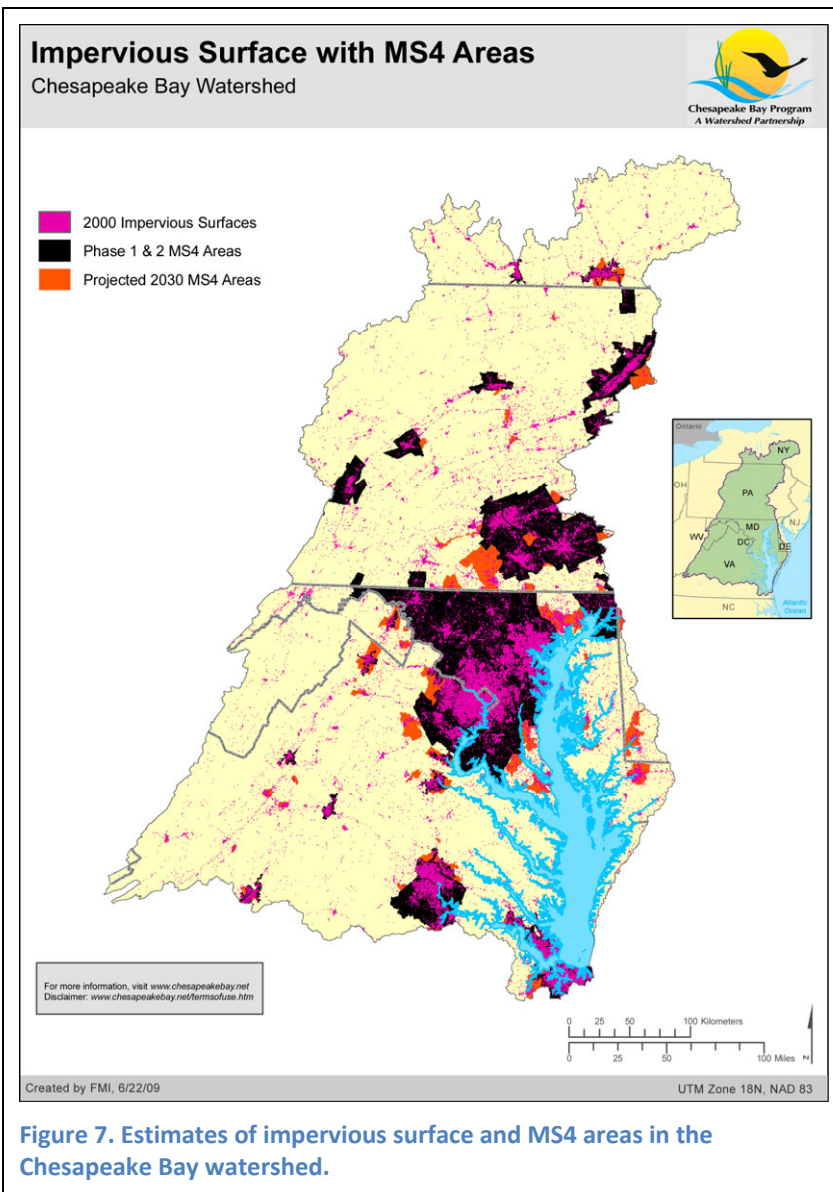 Impervious Surface with MS4 Areas
Chesapeake Bay Watershed
Chesapeake Bay Program
A Watershed Partnership
2000 Impervious Surfaces
Phase 1 & 2 MS4 Areas
Projected 2030 MS4 Areas
Ontario
NY
OH
PA
NJ
MD
WV
DC
DE
VA
Atlantic
Ocean
NC
For more information, visit www.chesapeakebay.net
Disclaimer: www.chesapeakebay.net/termsofuse.htm
0 25 50 100 Kilometers
0 25 50 100 Miles
N
Created by FMI, 6/22/09
UTM Zone 18N, NAD 83
Figure 7. Estimates of impervious surface and MS4 areas in the
Chesapeake Bay watershed.